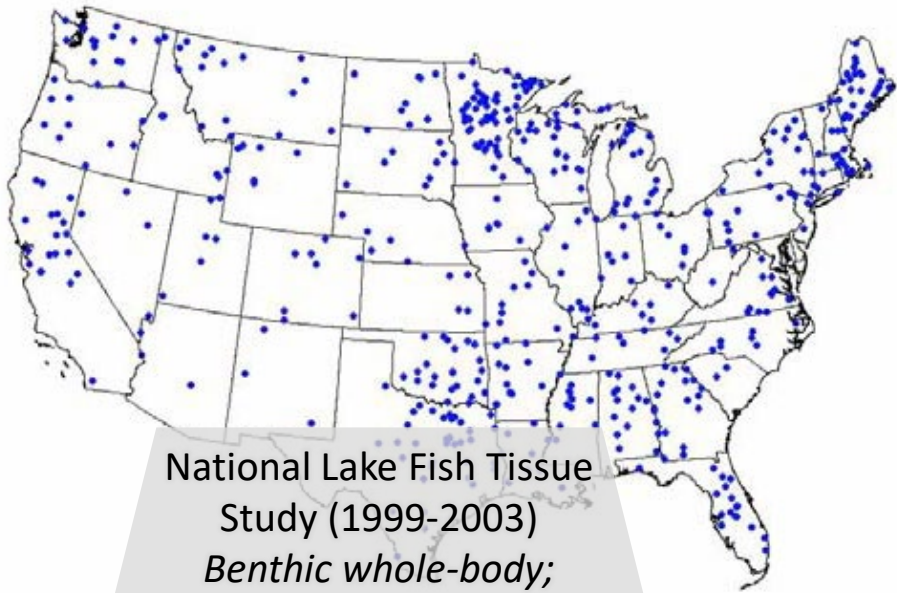 National Lake Fish Tissue
Study (1999-2003)
Benthic whole-body;